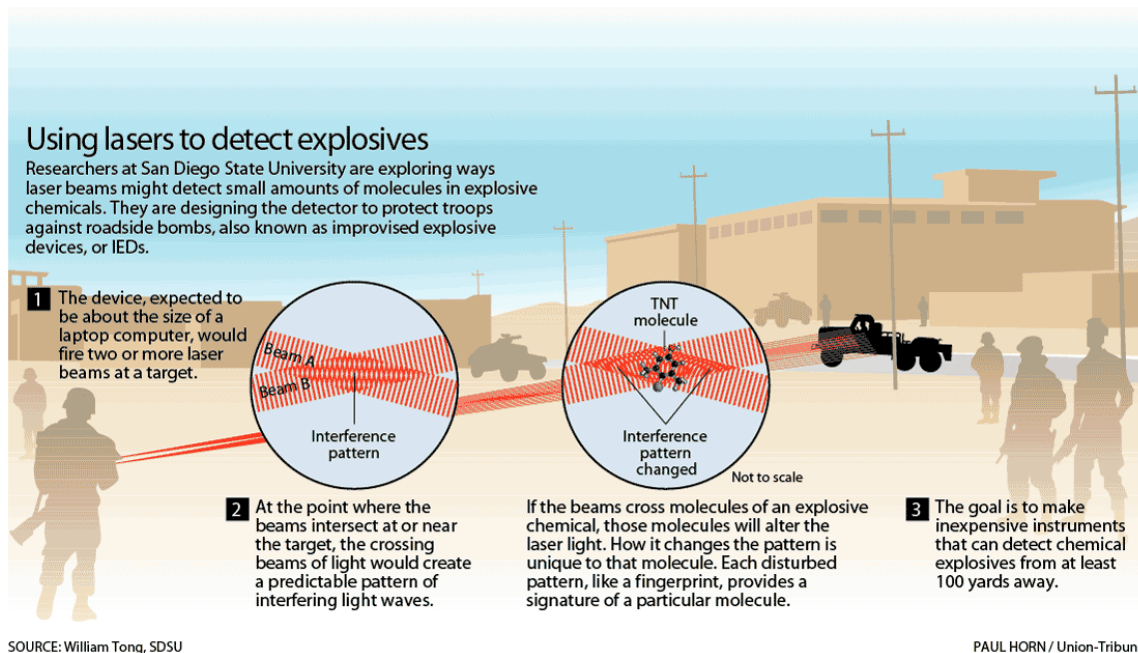 Using lasers to detect explosives
Researchers at San Diego State University are exploring ways
laser beams might detect small amounts of molecules in explosive
chemicals. They are designing the detector to protect troops
against roadside bombs, also known as improvised explosive
devices, or IEDs.
1 The device, expected to
be about the size of a
laptop computer, would
fire two or more laser
beams at a target.
Beam A
Beam B
Interference
pattern
TNT
molecule
Interference
pattern
changed
Not to scale
2 At the point where the
beams intersect at or near
the target, the crossing
beams of light would create
a predictable pattern of
interfering light waves.
If the beams cross molecules of an explosive
chemical, those molecules will alter the
laser light. How it changes the pattern is
unique to that molecule. Each disturbed
pattern, like a fingerprint, provides a
signature of a particular molecule.
3 The goal is to make
inexpensive instruments
that can detect chemical
explosives from at least
100 yards away.
SOURCE: William Tong, SDSU
PAUL HORN / Union-Tribun